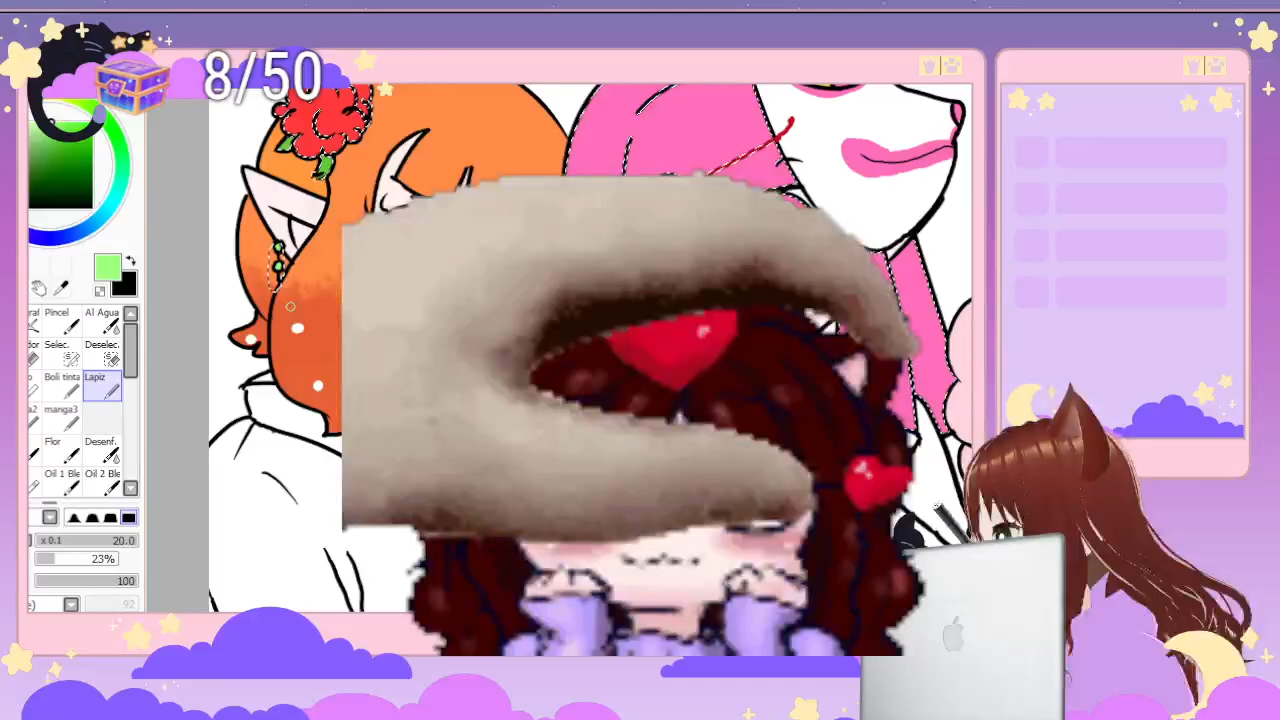 8/50
Pincel
Al Agua
Selec.
Deselec.
Boli tinta
Lapiz
manga3
Flor
Desenf.
Oil 1 Ble
Oil 2 Ble
x 0.1
20.0
23%
100
92